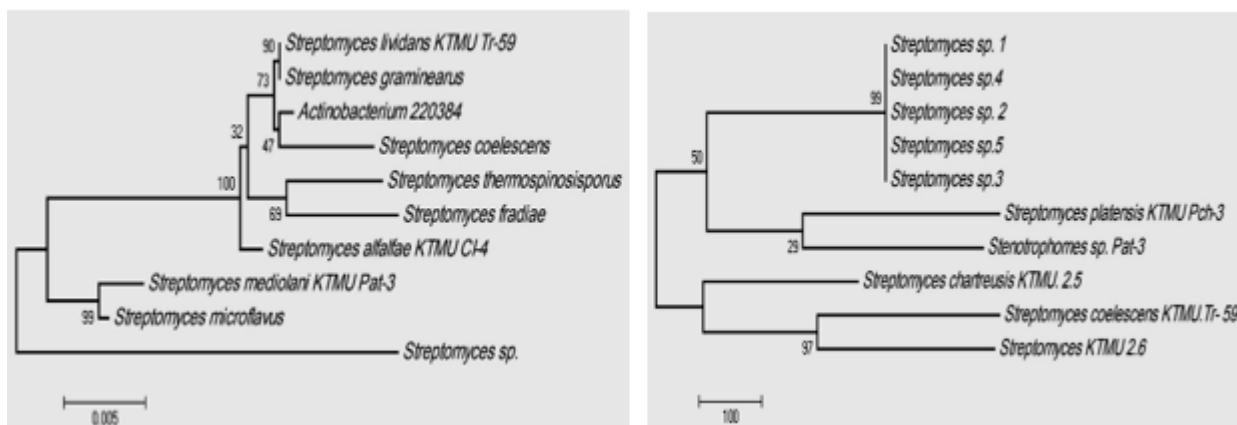 90
Streptomyces lividans KTMU Tr-59
73
Streptomyces graminearus
Actinobacterium 220384
32
47
Streptomyces coelescens
100
Streptomyces thermospinosisporus
69
Streptomyces fradiae
Streptomyces alfalfae KTMU Cl-4
Streptomyces mediolani KTMU Pat-3
99
Streptomyces microflavus
Streptomyces sp.
0.005
Streptomyces sp. 1
Streptomyces sp.4
99
Streptomyces sp. 2
Streptomyces sp.5
50
Streptomyces sp.3
Streptomyces platensis KTMU Pch-3
29
Stenotrophomes sp. Pat-3
Streptomyces chartreusis KTMU. 2.5
Streptomyces coelescens KTMU.Tr- 59
97
Streptomyces KTMU 2.6
100